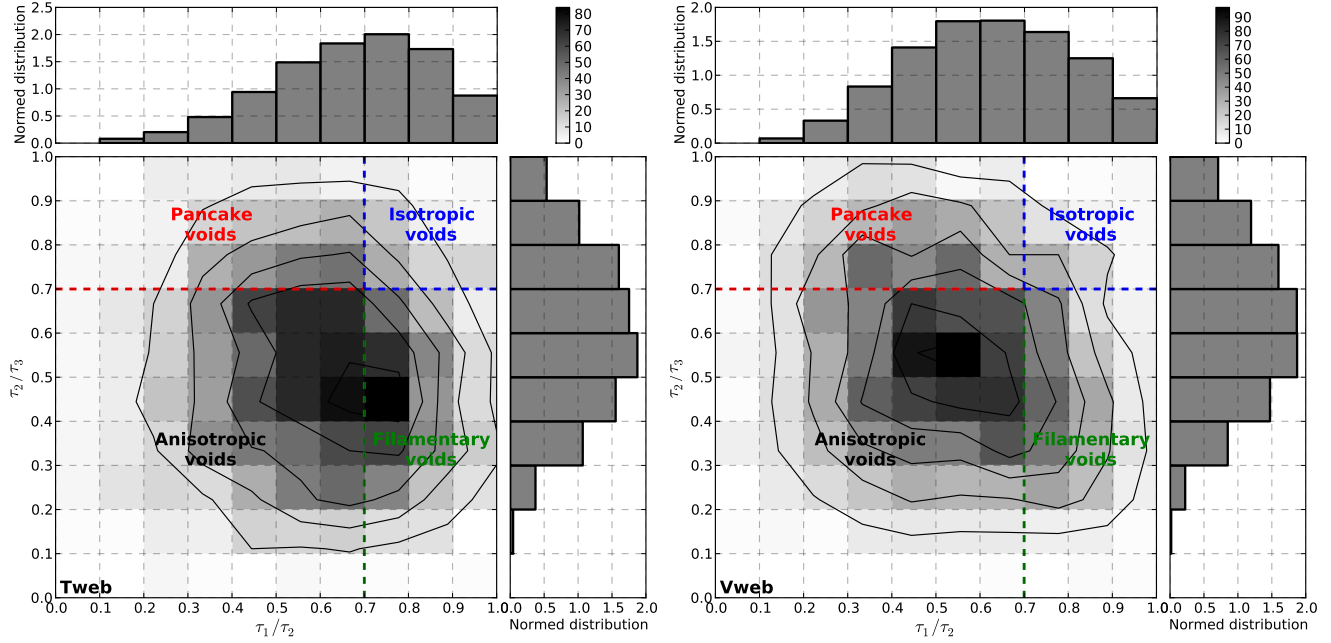 2.5
2.0
1.5
1.0
0.5
0.0
Normed distribution
80
70
60
50
40
30
20
10
0
1.0
0.9
0.8
0.7
0.6
0.5
0.4
0.3
0.2
0.1
0.0
τ₂/τ₃
Pancake
voids
Isotropic
voids
Anisotropic
voids
Filamentary
voids
Tweb
0.0 0.1 0.2 0.3 0.4 0.5 0.6 0.7 0.8 0.9 1.0
τ₁/τ₂
0.0 0.5 1.0 1.5 2.0
Normed distribution
2.0
1.5
1.0
0.5
0.0
Normed distribution
90
80
70
60
50
40
30
20
10
0
1.0
0.9
0.8
0.7
0.6
0.5
0.4
0.3
0.2
0.1
0.0
τ₂/τ₃
Pancake
voids
Isotropic
voids
Anisotropic
voids
Filamentary
voids
Vweb
0.0 0.1 0.2 0.3 0.4 0.5 0.6 0.7 0.8 0.9 1.0
τ₁/τ₂
0.0 0.5 1.0 1.5 2.0
Normed distribution